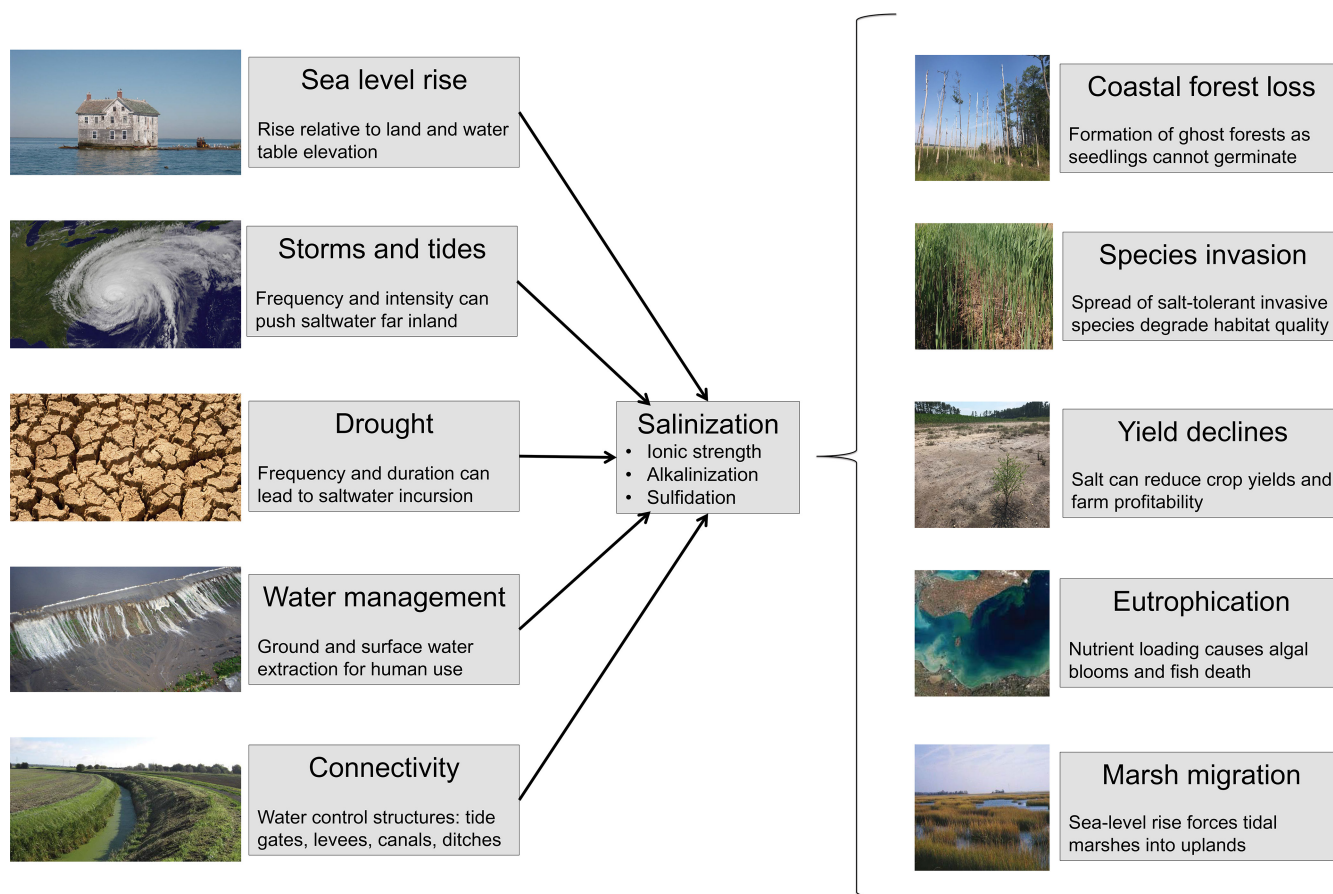 Sea level rise
Rise relative to land and water
table elevation
Storms and tides
Frequency and intensity can
push saltwater far inland
Drought
Frequency and duration can
lead to saltwater incursion
Water management
Ground and surface water
extraction for human use
Connectivity
Water control structures: tide
gates, levees, canals, ditches
Salinization
• Ionic strength
• Alkalinization
• Sulfidation
Coastal forest loss
Formation of ghost forests as
seedlings cannot germinate
Species invasion
Spread of salt-tolerant invasive
species degrade habitat quality
Yield declines
Salt can reduce crop yields and
farm profitability
Eutrophication
Nutrient loading causes algal
blooms and fish death
Marsh migration
Sea-level rise forces tidal
marshes into uplands